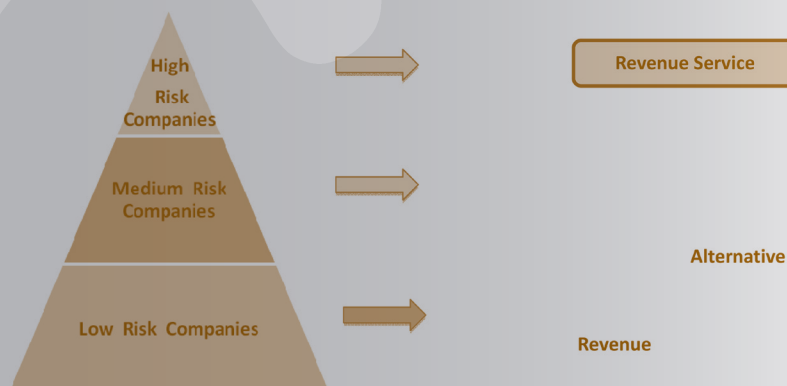 High
Risk
Companies
Revenue Service
Medium Risk
Companies
Alternative
Low Risk Companies
Revenue